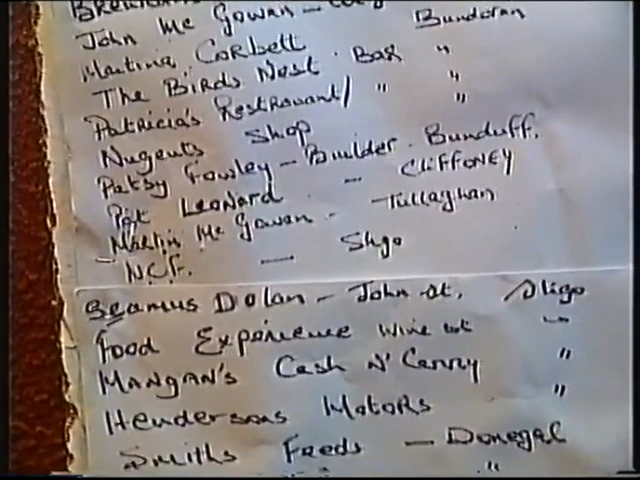 John Mc Gowan -
Martina Corbett Bundoran
The Birds Nest. Bar "
Patricia's Restraurant/ " "
Nugents Shop "
Patsy Fowley - Builder. Bunduff.
Pat Leonard - CLIFFONEY
Martin Mc Gowan - Tullaghan
N.C.F. - Sligo
Seamus Dolan - John St. Sligo
Food Experience Wine St "
MANGAN'S Cash N' Carry "
Hendersons Motors "
Smiths Feeds - Donegal
"